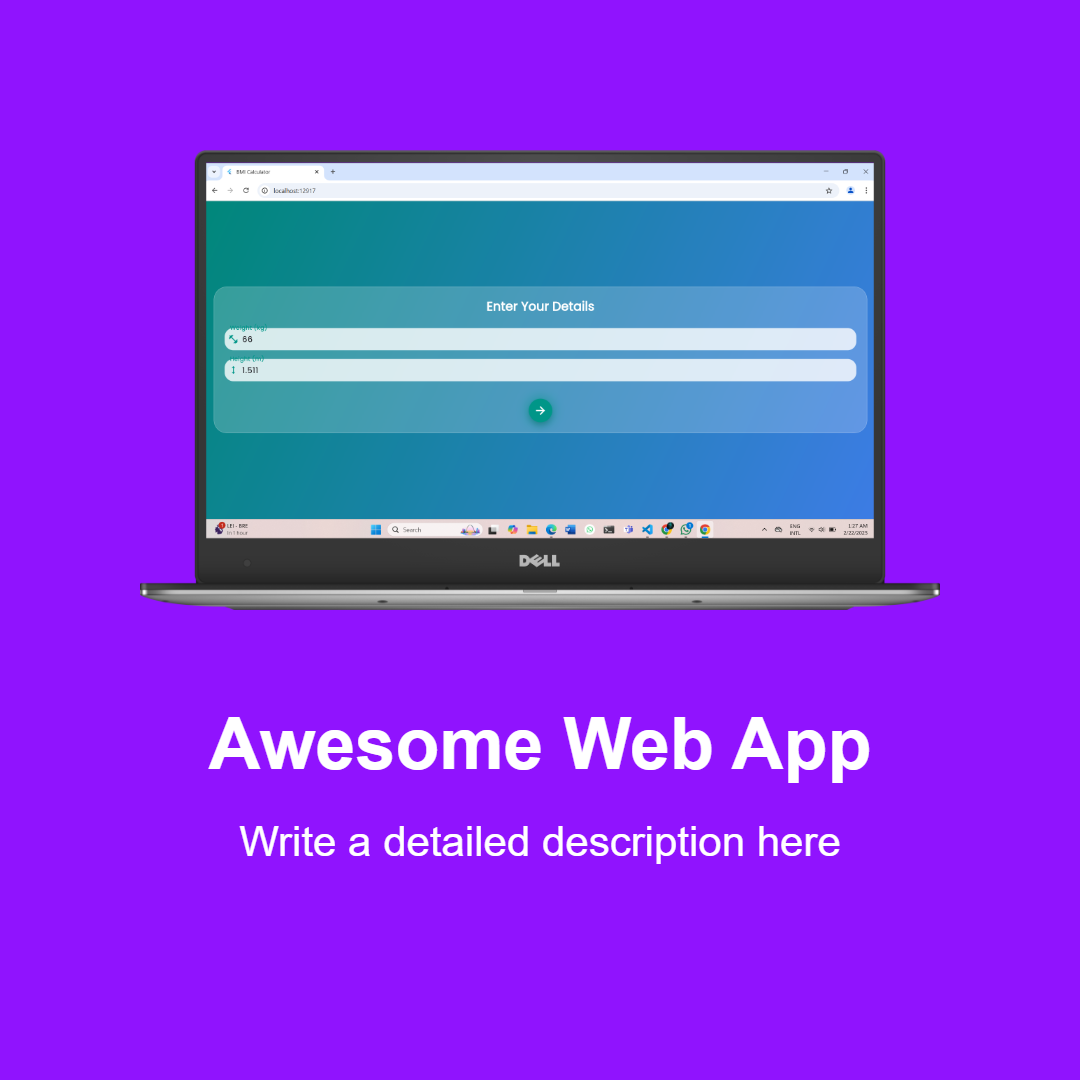 BMI Calculator
localhost:12917
Enter Your Details
Weight (kg)
66
Height (m)
1.511
LEI - BRE
In 1 hour
Search
ENG
INTL
1:27 AM
2/22/2025
DELL
Awesome Web App
Write a detailed description here